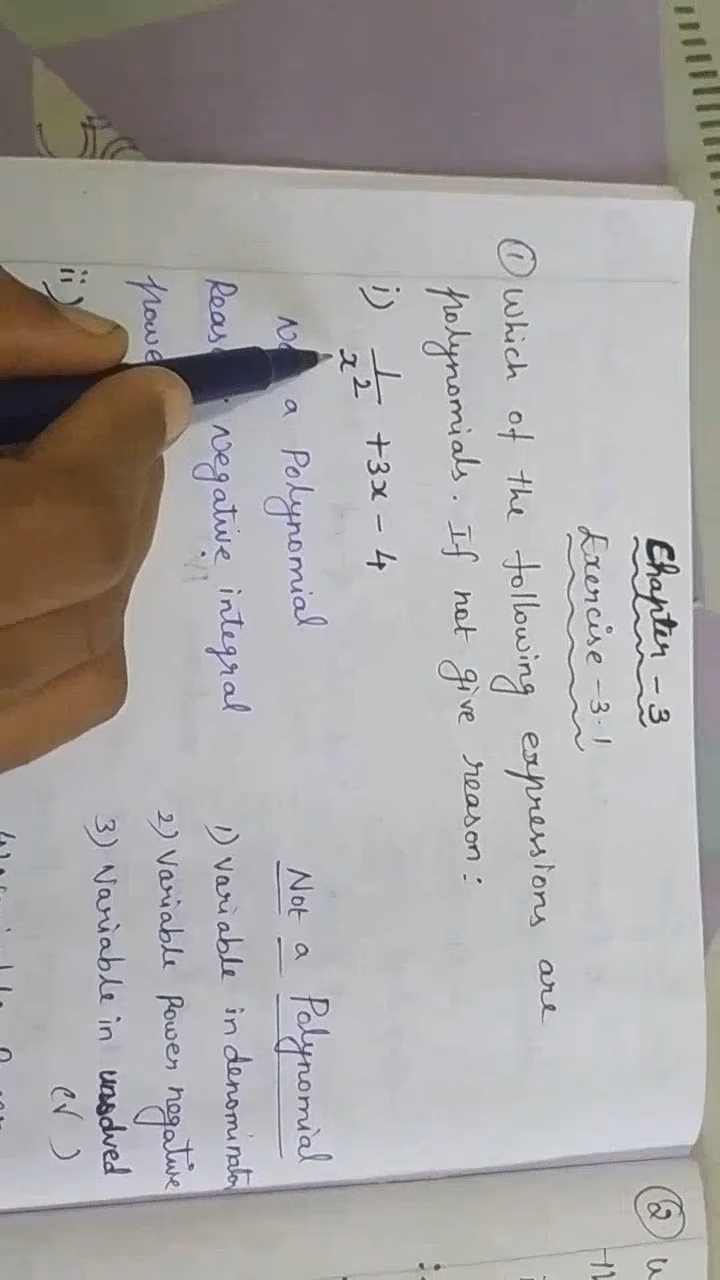 Chapter - 3
Exercise - 3.1
① Which of the following expressions are
polynomials. If not give reason:
i) 1/x² + 3x - 4
a Polynomial
Negative integral
ii)
Not a Polynomial
1) Variable in denominator
2) Variable Power negative
3) Variable in unsolved
(√ )
②